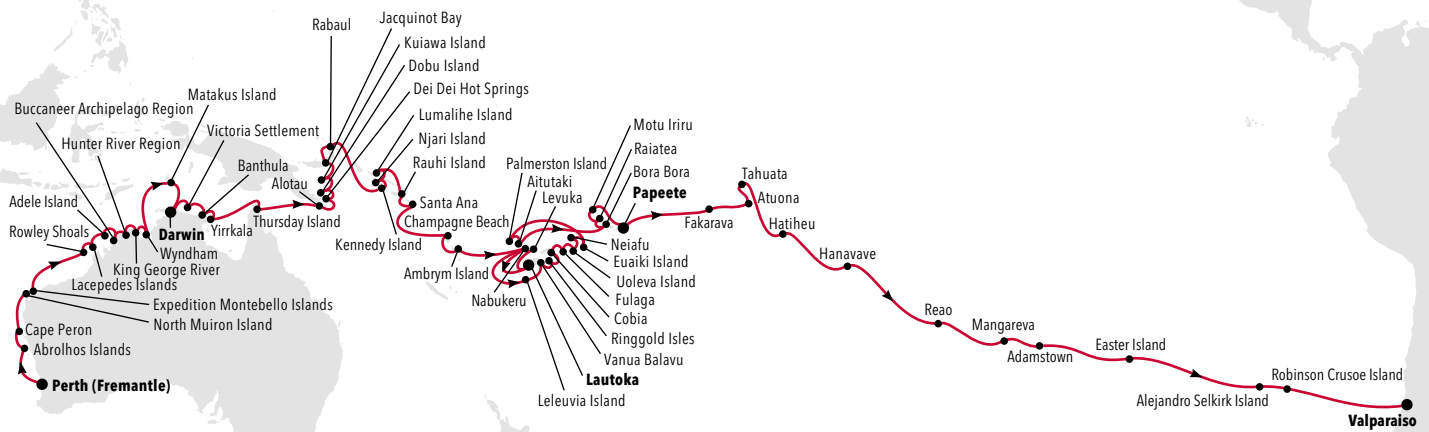 Jacquinot Bay
Rabaul
Kuiawa Island
Dobu Island
Dei Dei Hot Springs
Matakus Island
Buccaneer Archipelago Region
Lumalihe Island
Victoria Settlement
Motu Iriru
Hunter River Region
Njari Island
Raiatea
Banthula
Rauhi Island
Palmerston Island
Bora Bora
Tahuata
Alotau
Aitutaki
Papeete
Adele Island
Levuka
Santa Ana
Atuona
Thursday Island
Champagne Beach
Fakarava
Yirrkala
Rowley Shoals
Darwin
Hatiheu
Kennedy Island
Neiafu
Wyndham
Hanavave
Euaiki Island
King George River
Ambrym Island
Uoleva Island
Lacepedes Islands
Nabukeru
Fulaga
Expedition Montebello Islands
Reao
Cobia
North Muiron Island
Mangareva
Cape Peron
Ringgold Isles
Easter Island
Abrolhos Islands
Adamstown
Vanua Balavu
Robinson Crusoe Island
Lautoka
Perth (Fremantle)
Leleuvia Island
Alejandro Selkirk Island
Valparaiso